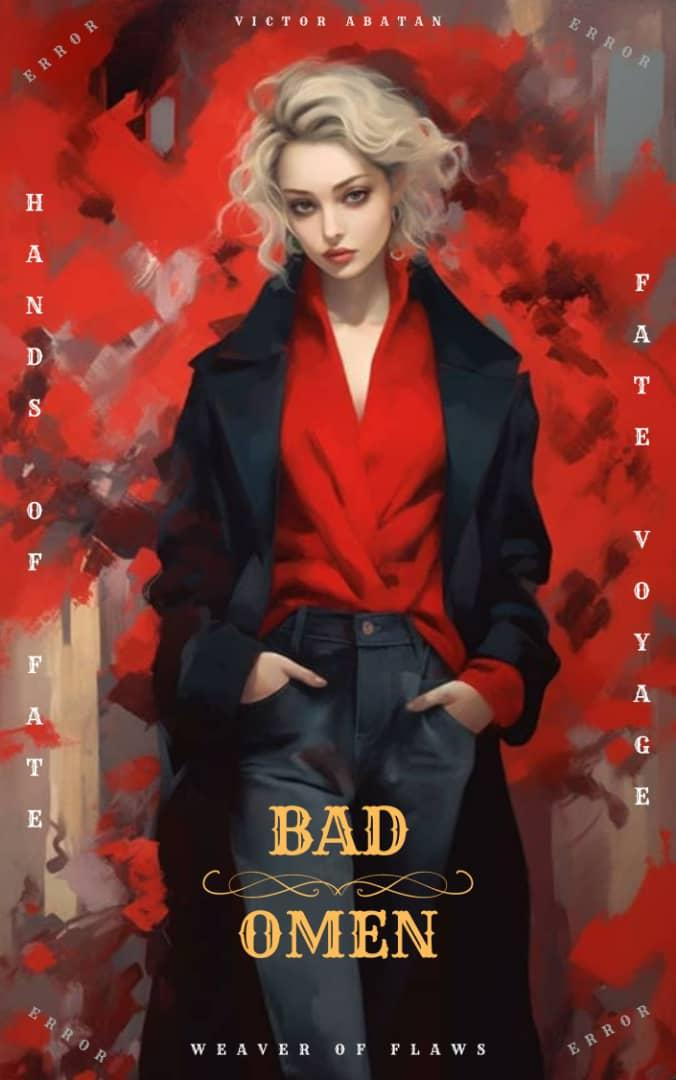 VICTOR ABATAN
ERROR
ERROR
HANDS OF FATE
FATE VOYAGE
BAD
OMEN
ERROR
WEAVER OF FLAWS
ERROR